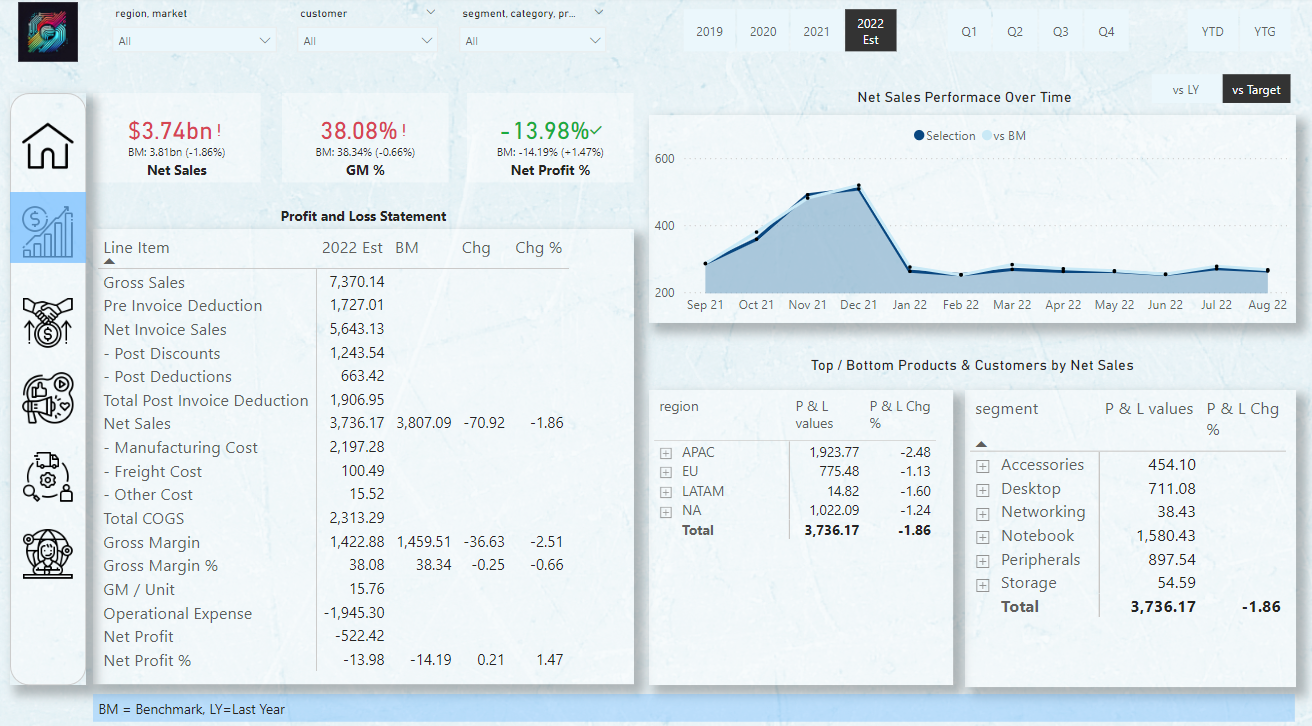 region, market customer segment, category, pr...
All All All
2019 2020 2021 2022 Est Q1 Q2 Q3 Q4 YTD YTG
vs LY vs Target
$3.74bn!
BM: 3.81bn (-1.86%)
Net Sales
38.08%!
BM: 38.34% (-0.66%)
GM %
-13.98%✓
BM: -14.19% (+1.47%)
Net Profit %
Net Sales Performace Over Time
Selection vs BM
600
400
200
Sep 21 Oct 21 Nov 21 Dec 21 Jan 22 Feb 22 Mar 22 Apr 22 May 22 Jun 22 Jul 22 Aug 22
Profit and Loss Statement
Line Item 2022 Est BM Chg Chg %
Gross Sales 7,370.14
Pre Invoice Deduction 1,727.01
Net Invoice Sales 5,643.13
- Post Discounts 1,243.54
- Post Deductions 663.42
Total Post Invoice Deduction 1,906.95
Net Sales 3,736.17 3,807.09 -70.92 -1.86
- Manufacturing Cost 2,197.28
- Freight Cost 100.49
- Other Cost 15.52
Total COGS 2,313.29
Gross Margin 1,422.88 1,459.51 -36.63 -2.51
Gross Margin % 38.08 38.34 -0.25 -0.66
GM / Unit 15.76
Operational Expense -1,945.30
Net Profit -522.42
Net Profit % -13.98 -14.19 0.21 1.47
Top / Bottom Products & Customers by Net Sales
region P & L values P & L Chg %
APAC 1,923.77 -2.48
EU 775.48 -1.13
LATAM 14.82 -1.60
NA 1,022.09 -1.24
Total 3,736.17 -1.86
segment P & L values P & L Chg %
Accessories 454.10
Desktop 711.08
Networking 38.43
Notebook 1,580.43
Peripherals 897.54
Storage 54.59
Total 3,736.17 -1.86
BM = Benchmark, LY=Last Year